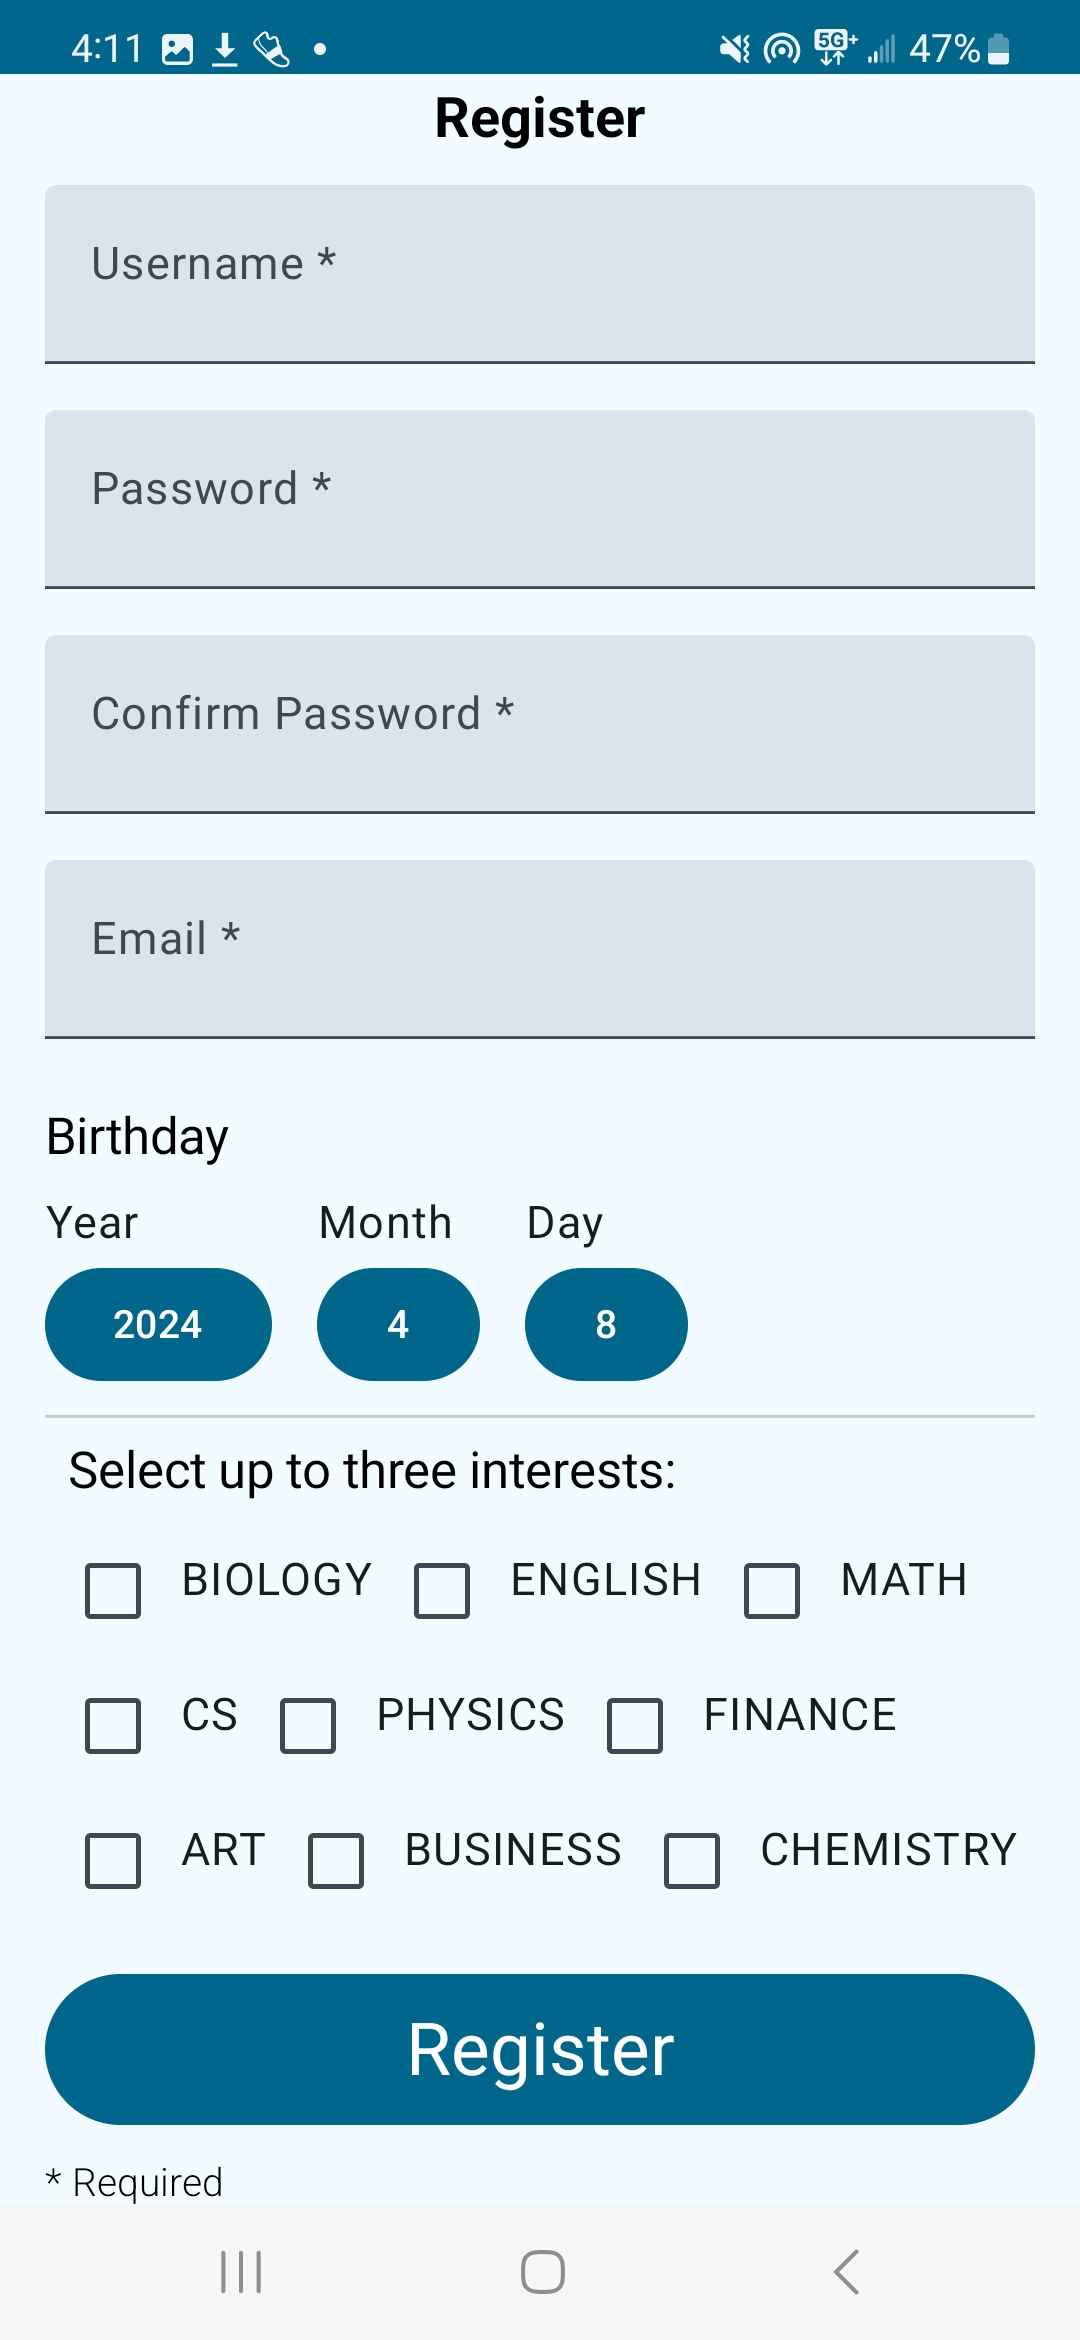 4:11 5G+ 47%
Register
Username *
Password *
Confirm Password *
Email *
Birthday
Year Month Day
2024 4 8
Select up to three interests:
BIOLOGY ENGLISH MATH
CS PHYSICS FINANCE
ART BUSINESS CHEMISTRY
Register
* Required